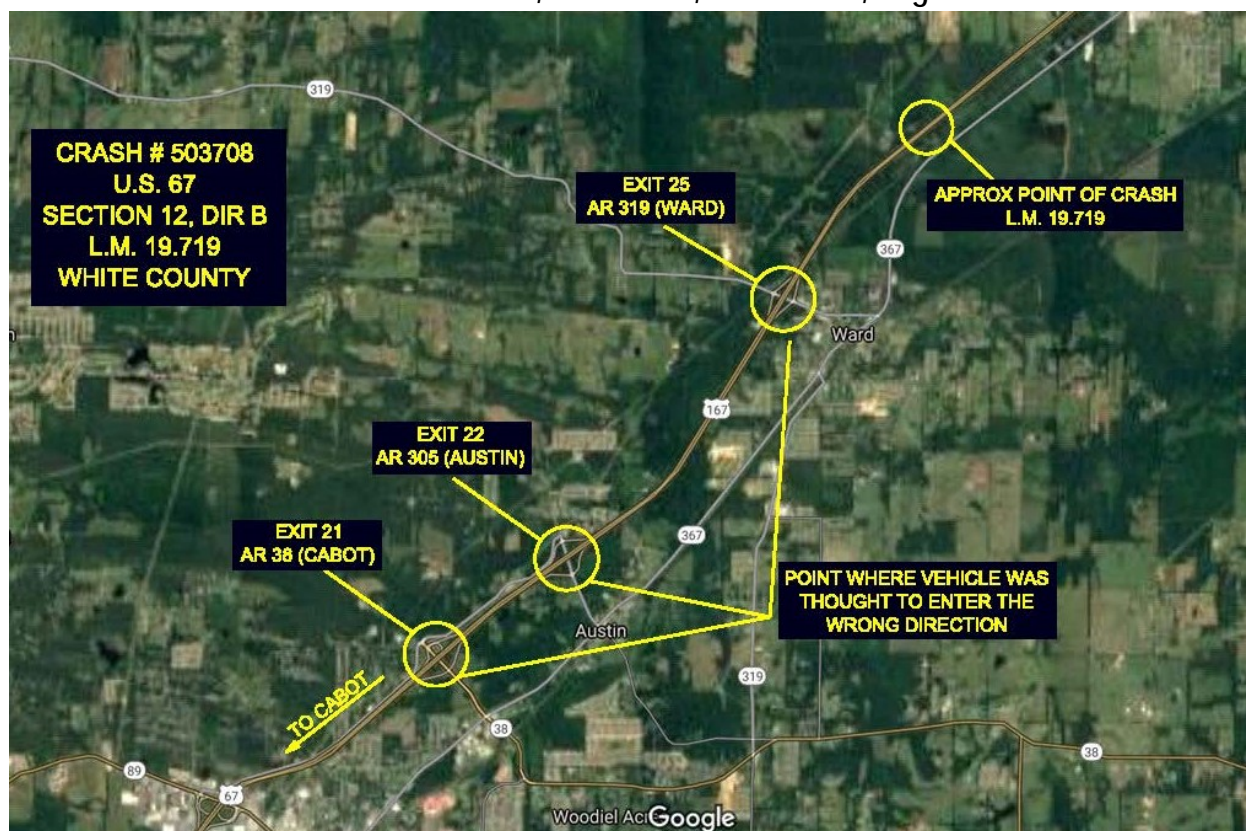 319
CRASH # 503708
U.S. 67
SECTION 12, DIR B
L.M. 19.719
WHITE COUNTY
EXIT 25
AR 319 (WARD)
APPROX POINT OF CRASH
L.M. 19.719
367
Ward
167
EXIT 22
AR 305 (AUSTIN)
EXIT 21
AR 38 (CABOT)
367
POINT WHERE VEHICLE WAS
THOUGHT TO ENTER THE
WRONG DIRECTION
Austin
319
TO CABOT
38
38
89
67
Woodiel
Google